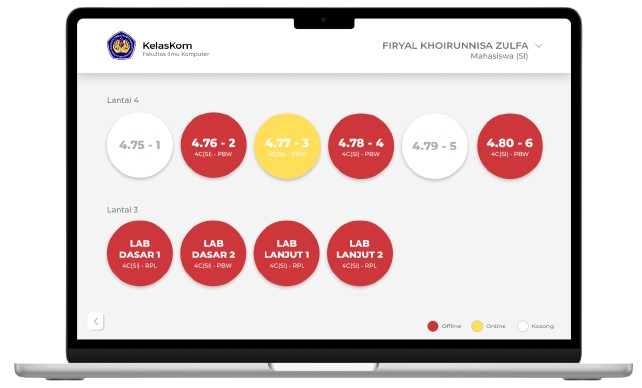 KelasKom
Fakultas Ilmu Komputer
FIRYAL KHOIRUNNISA ZULFA
Mahasiswa (SI)
Lantai 4
4.75 - 1
4.76 - 2
4C(SI) - PBW
4.77 - 3
4C(SI) - PBW
4.78 - 4
4C(SI) - PBW
4.79 - 5
4.80 - 6
4C(SI) - PBW
Lantai 3
LAB
DASAR 1
4C(SI) - RPL
LAB
DASAR 2
4C(SI) - PBW
LAB
LANJUT 1
4C(SI) - RPL
LAB
LANJUT 2
4C(SI) - RPL
Offline
Online
Kosong